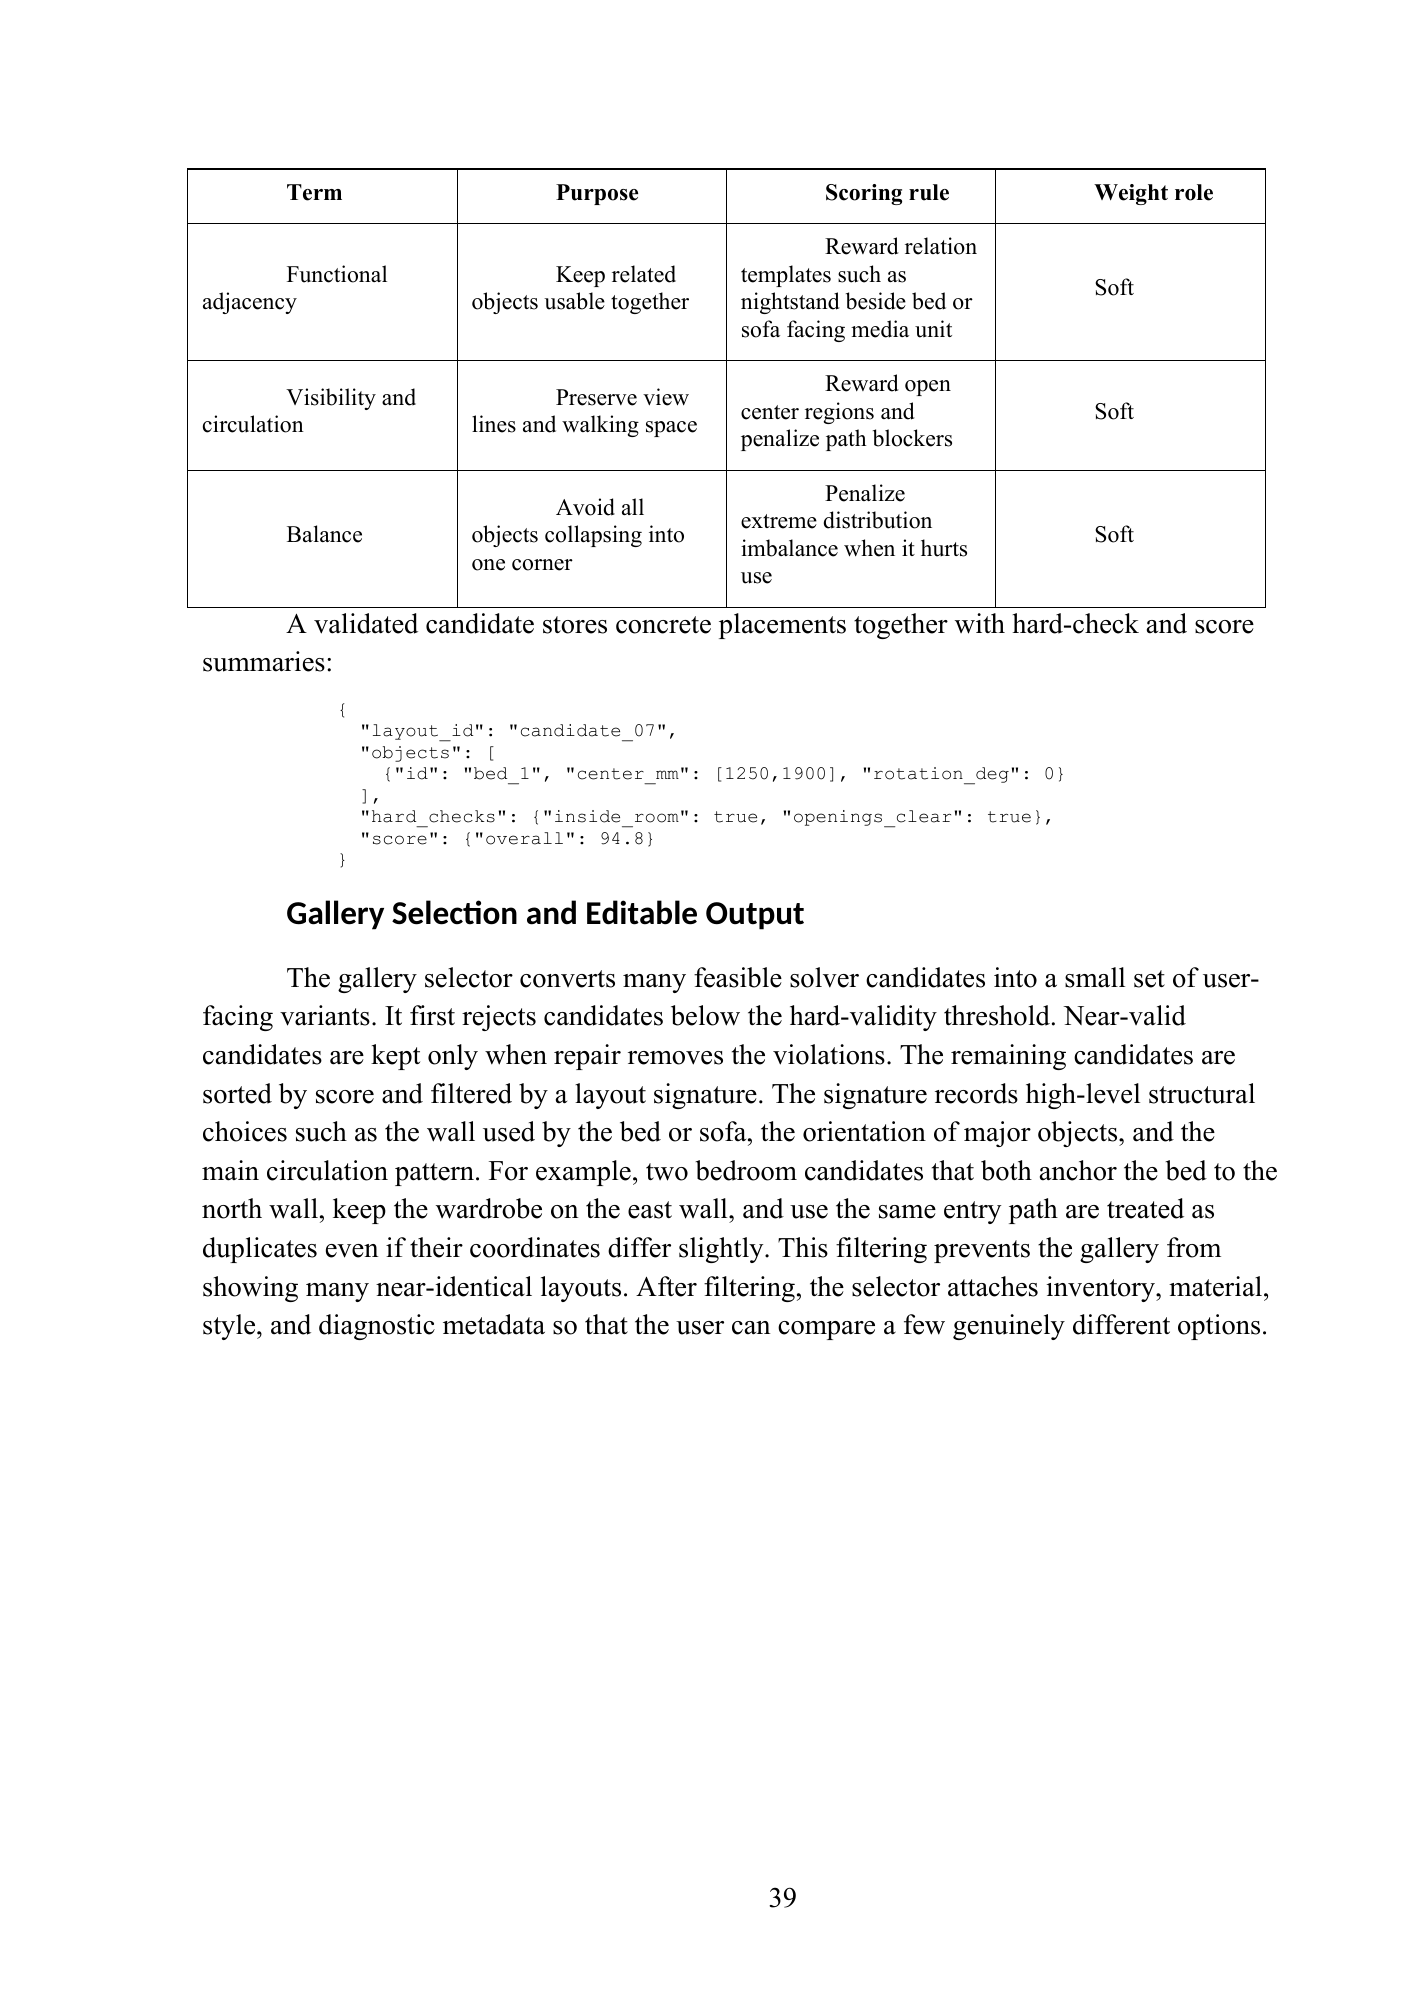 Term Purpose Scoring rule Weight role
Functional
adjacency
Keep related
objects usable together
Reward relation
templates such as
nightstand beside bed or
sofa facing media unit
Soft
Visibility and
circulation
Preserve view
lines and walking space
Reward open
center regions and
penalize path blockers
Soft
Balance
Avoid all
objects collapsing into
one corner
Penalize
extreme distribution
imbalance when it hurts
use
Soft
A validated candidate stores concrete placements together with hard-check and score
summaries:
{
"layout_id": "candidate_07",
"objects": [
{"id": "bed_1", "center_mm": [1250,1900], "rotation_deg": 0}
],
"hard_checks": {"inside_room": true, "openings_clear": true},
"score": {"overall": 94.8}
}
Gallery Selection and Editable Output
The gallery selector converts many feasible solver candidates into a small set of user-
facing variants. It first rejects candidates below the hard-validity threshold. Near-valid
candidates are kept only when repair removes the violations. The remaining candidates are
sorted by score and filtered by a layout signature. The signature records high-level structural
choices such as the wall used by the bed or sofa, the orientation of major objects, and the
main circulation pattern. For example, two bedroom candidates that both anchor the bed to the
north wall, keep the wardrobe on the east wall, and use the same entry path are treated as
duplicates even if their coordinates differ slightly. This filtering prevents the gallery from
showing many near-identical layouts. After filtering, the selector attaches inventory, material,
style, and diagnostic metadata so that the user can compare a few genuinely different options.
39